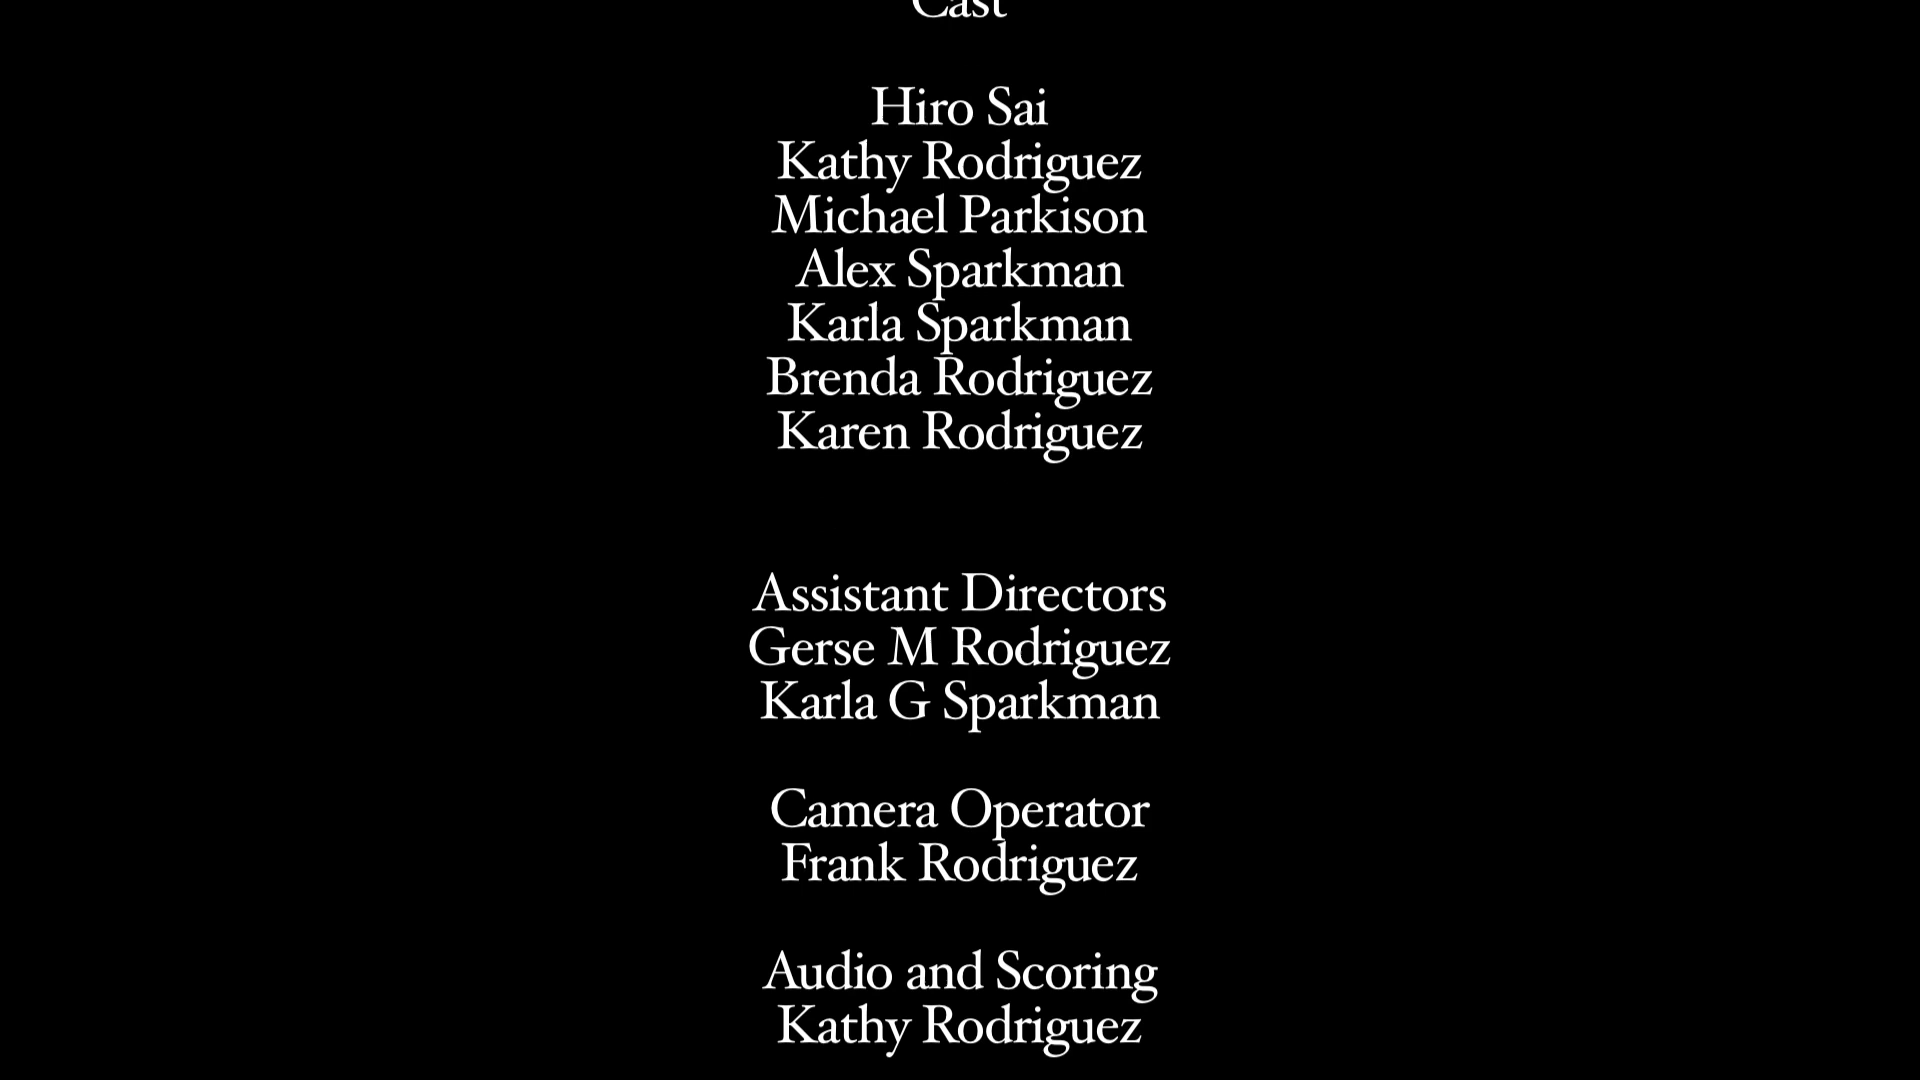 Cast
Hiro Sai
Kathy Rodriguez
Michael Parkison
Alex Sparkman
Karla Sparkman
Brenda Rodriguez
Karen Rodriguez
Assistant Directors
Gerse M Rodriguez
Karla G Sparkman
Camera Operator
Frank Rodriguez
Audio and Scoring
Kathy Rodriguez